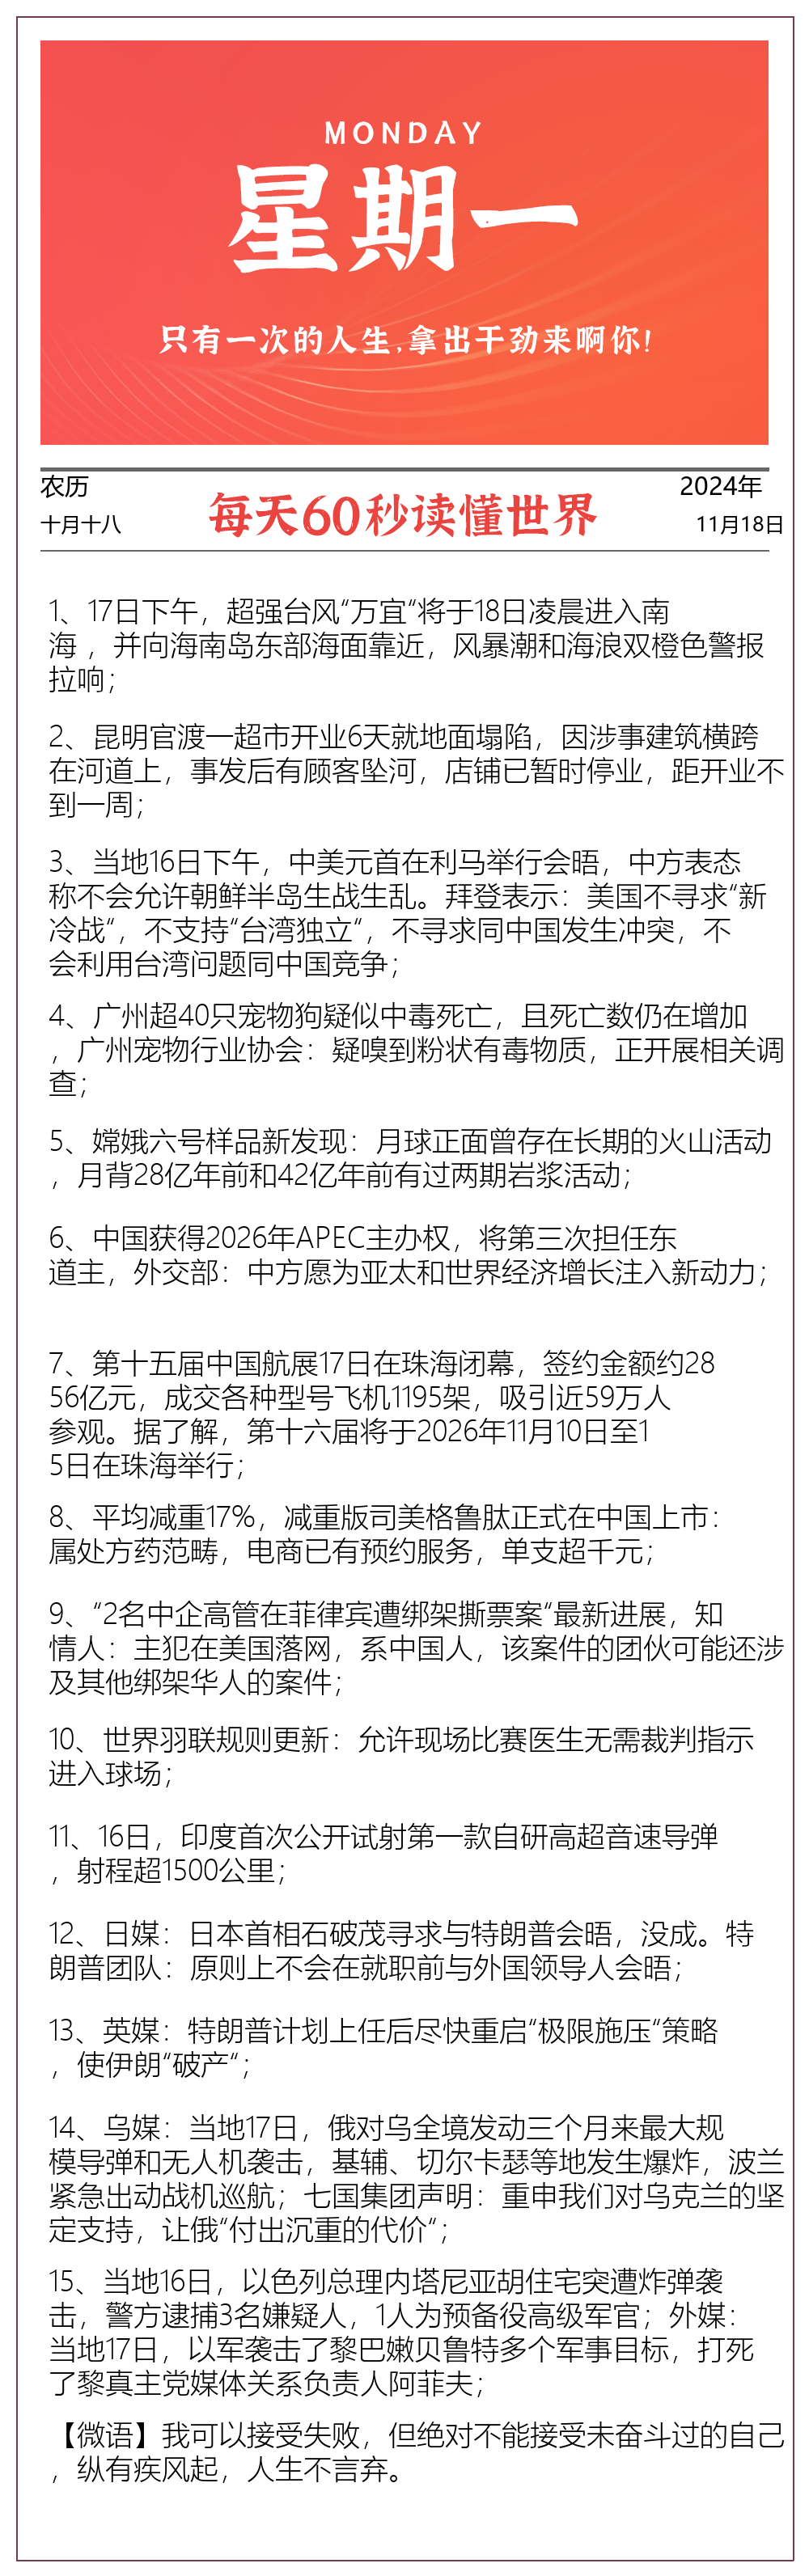 MONDAY
星期一
只有一次的人生,拿出干劲来啊你!
农历
十月十八
每天60秒读懂世界
2024年
11月18日
1、17日下午，超强台风“万宜“将于18日凌晨进入南
海 ，并向海南岛东部海面靠近，风暴潮和海浪双橙色警报
拉响；
2、昆明官渡一超市开业6天就地面塌陷，因涉事建筑横跨
在河道上，事发后有顾客坠河，店铺已暂时停业，距开业不
到一周；
3、当地16日下午，中美元首在利马举行会晤，中方表态
称不会允许朝鲜半岛生战生乱。拜登表示：美国不寻求“新
冷战“，不支持“台湾独立“，不寻求同中国发生冲突，不
会利用台湾问题同中国竞争；
4、广州超40只宠物狗疑似中毒死亡，且死亡数仍在增加
，广州宠物行业协会：疑嗅到粉状有毒物质，正开展相关调
查；
5、嫦娥六号样品新发现：月球正面曾存在长期的火山活动
，月背28亿年前和42亿年前有过两期岩浆活动；
6、中国获得2026年APEC主办权，将第三次担任东
道主，外交部：中方愿为亚太和世界经济增长注入新动力；
7、第十五届中国航展17日在珠海闭幕，签约金额约28
56亿元，成交各种型号飞机1195架，吸引近59万人
参观。据了解，第十六届将于2026年11月10日至1
5日在珠海举行；
8、平均减重17%，减重版司美格鲁肽正式在中国上市：
属处方药范畴，电商已有预约服务，单支超千元；
9、“2名中企高管在菲律宾遭绑架撕票案“最新进展，知
情人：主犯在美国落网，系中国人，该案件的团伙可能还涉
及其他绑架华人的案件；
10、世界羽联规则更新：允许现场比赛医生无需裁判指示
进入球场；
11、16日，印度首次公开试射第一款自研高超音速导弹
，射程超1500公里；
12、日媒：日本首相石破茂寻求与特朗普会晤，没成。特
朗普团队：原则上不会在就职前与外国领导人会晤；
13、英媒：特朗普计划上任后尽快重启“极限施压“策略
，使伊朗“破产“；
14、乌媒：当地17日，俄对乌全境发动三个月来最大规
模导弹和无人机袭击，基辅、切尔卡瑟等地发生爆炸，波兰
紧急出动战机巡航；七国集团声明：重申我们对乌克兰的坚
定支持，让俄“付出沉重的代价“；
15、当地16日，以色列总理内塔尼亚胡住宅突遭炸弹袭
击，警方逮捕3名嫌疑人，1人为预备役高级军官；外媒：
当地17日，以军袭击了黎巴嫩贝鲁特多个军事目标，打死
了黎真主党媒体关系负责人阿菲夫；
【微语】我可以接受失败，但绝对不能接受未奋斗过的自己
，纵有疾风起，人生不言弃。